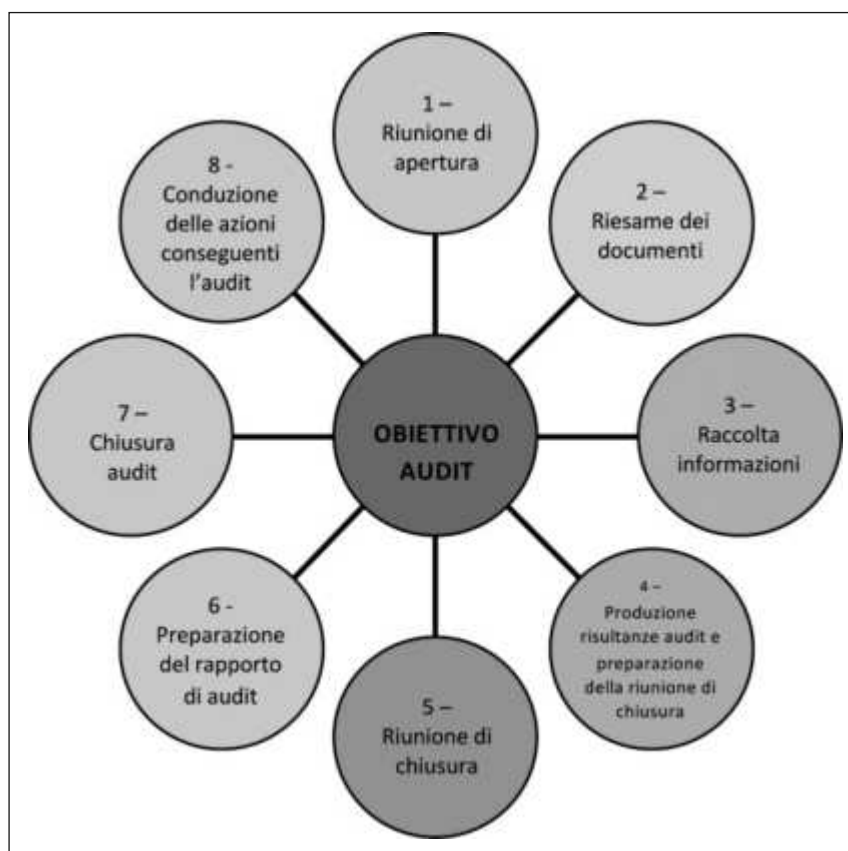 1 –
Riunione di
apertura
2 –
Riesame dei
documenti
3 –
Raccolta
informazioni
4 –
Produzione
risultanze audit e
preparazione
della riunione di
chiusura
5 –
Riunione di
chiusura
6 -
Preparazione
del rapporto
di audit
7 –
Chiusura
audit
8 -
Conduzione
delle azioni
conseguenti
l’audit
OBIETTIVO
AUDIT